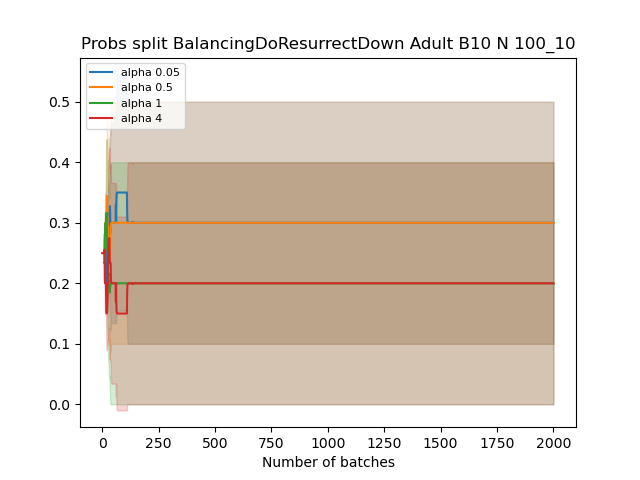 Probs split BalancingDoResurrectDown Adult B10 N 100_10
alpha 0.05
alpha 0.5
alpha 1
alpha 4
0.5
0.4
0.3
0.2
0.1
0.0
0 250 500 750 1000 1250 1500 1750 2000
Number of batches